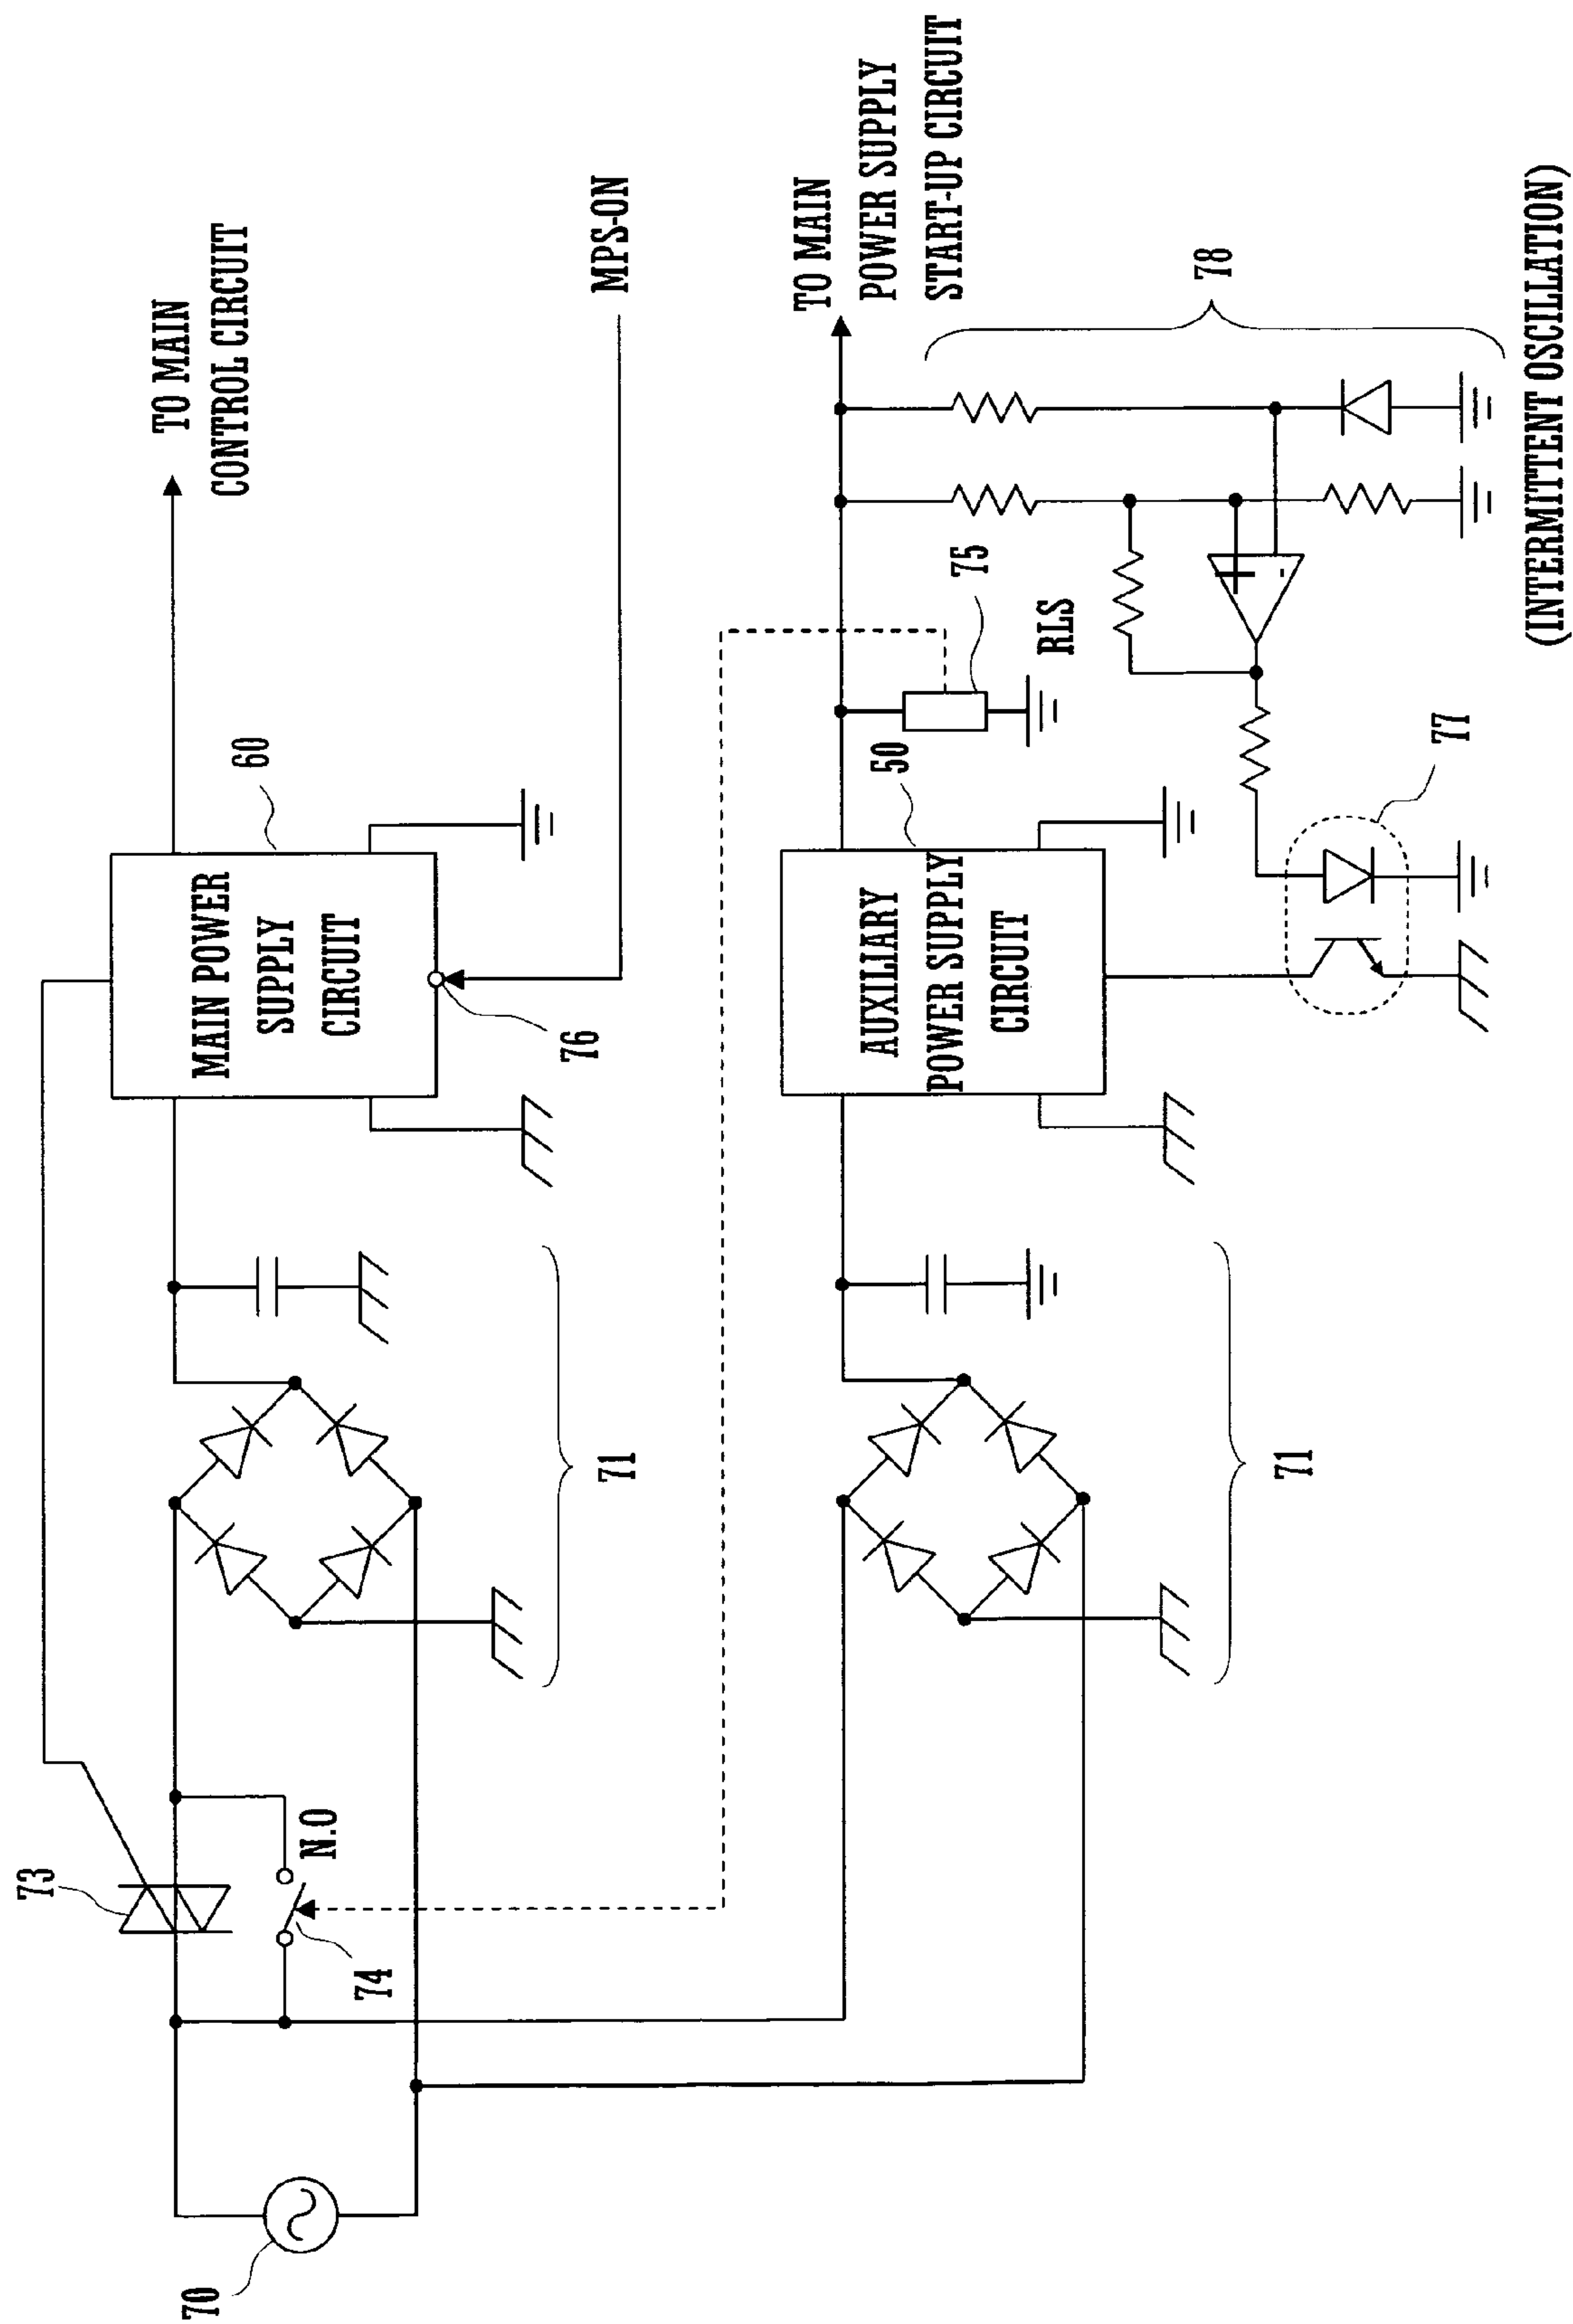 TO MAIN
CONTROL CIRCUIT
MPS-ON
60
MAIN POWER
SUPPLY
CIRCUIT
76
73
N.O
74
71
70
TO MAIN
POWER SUPPLY
START-UP CIRCUIT
78
75
RLS
50
AUXILIARY
POWER SUPPLY
CIRCUIT
77
71
+
-
(INTERMITTENT OSCILLATION)